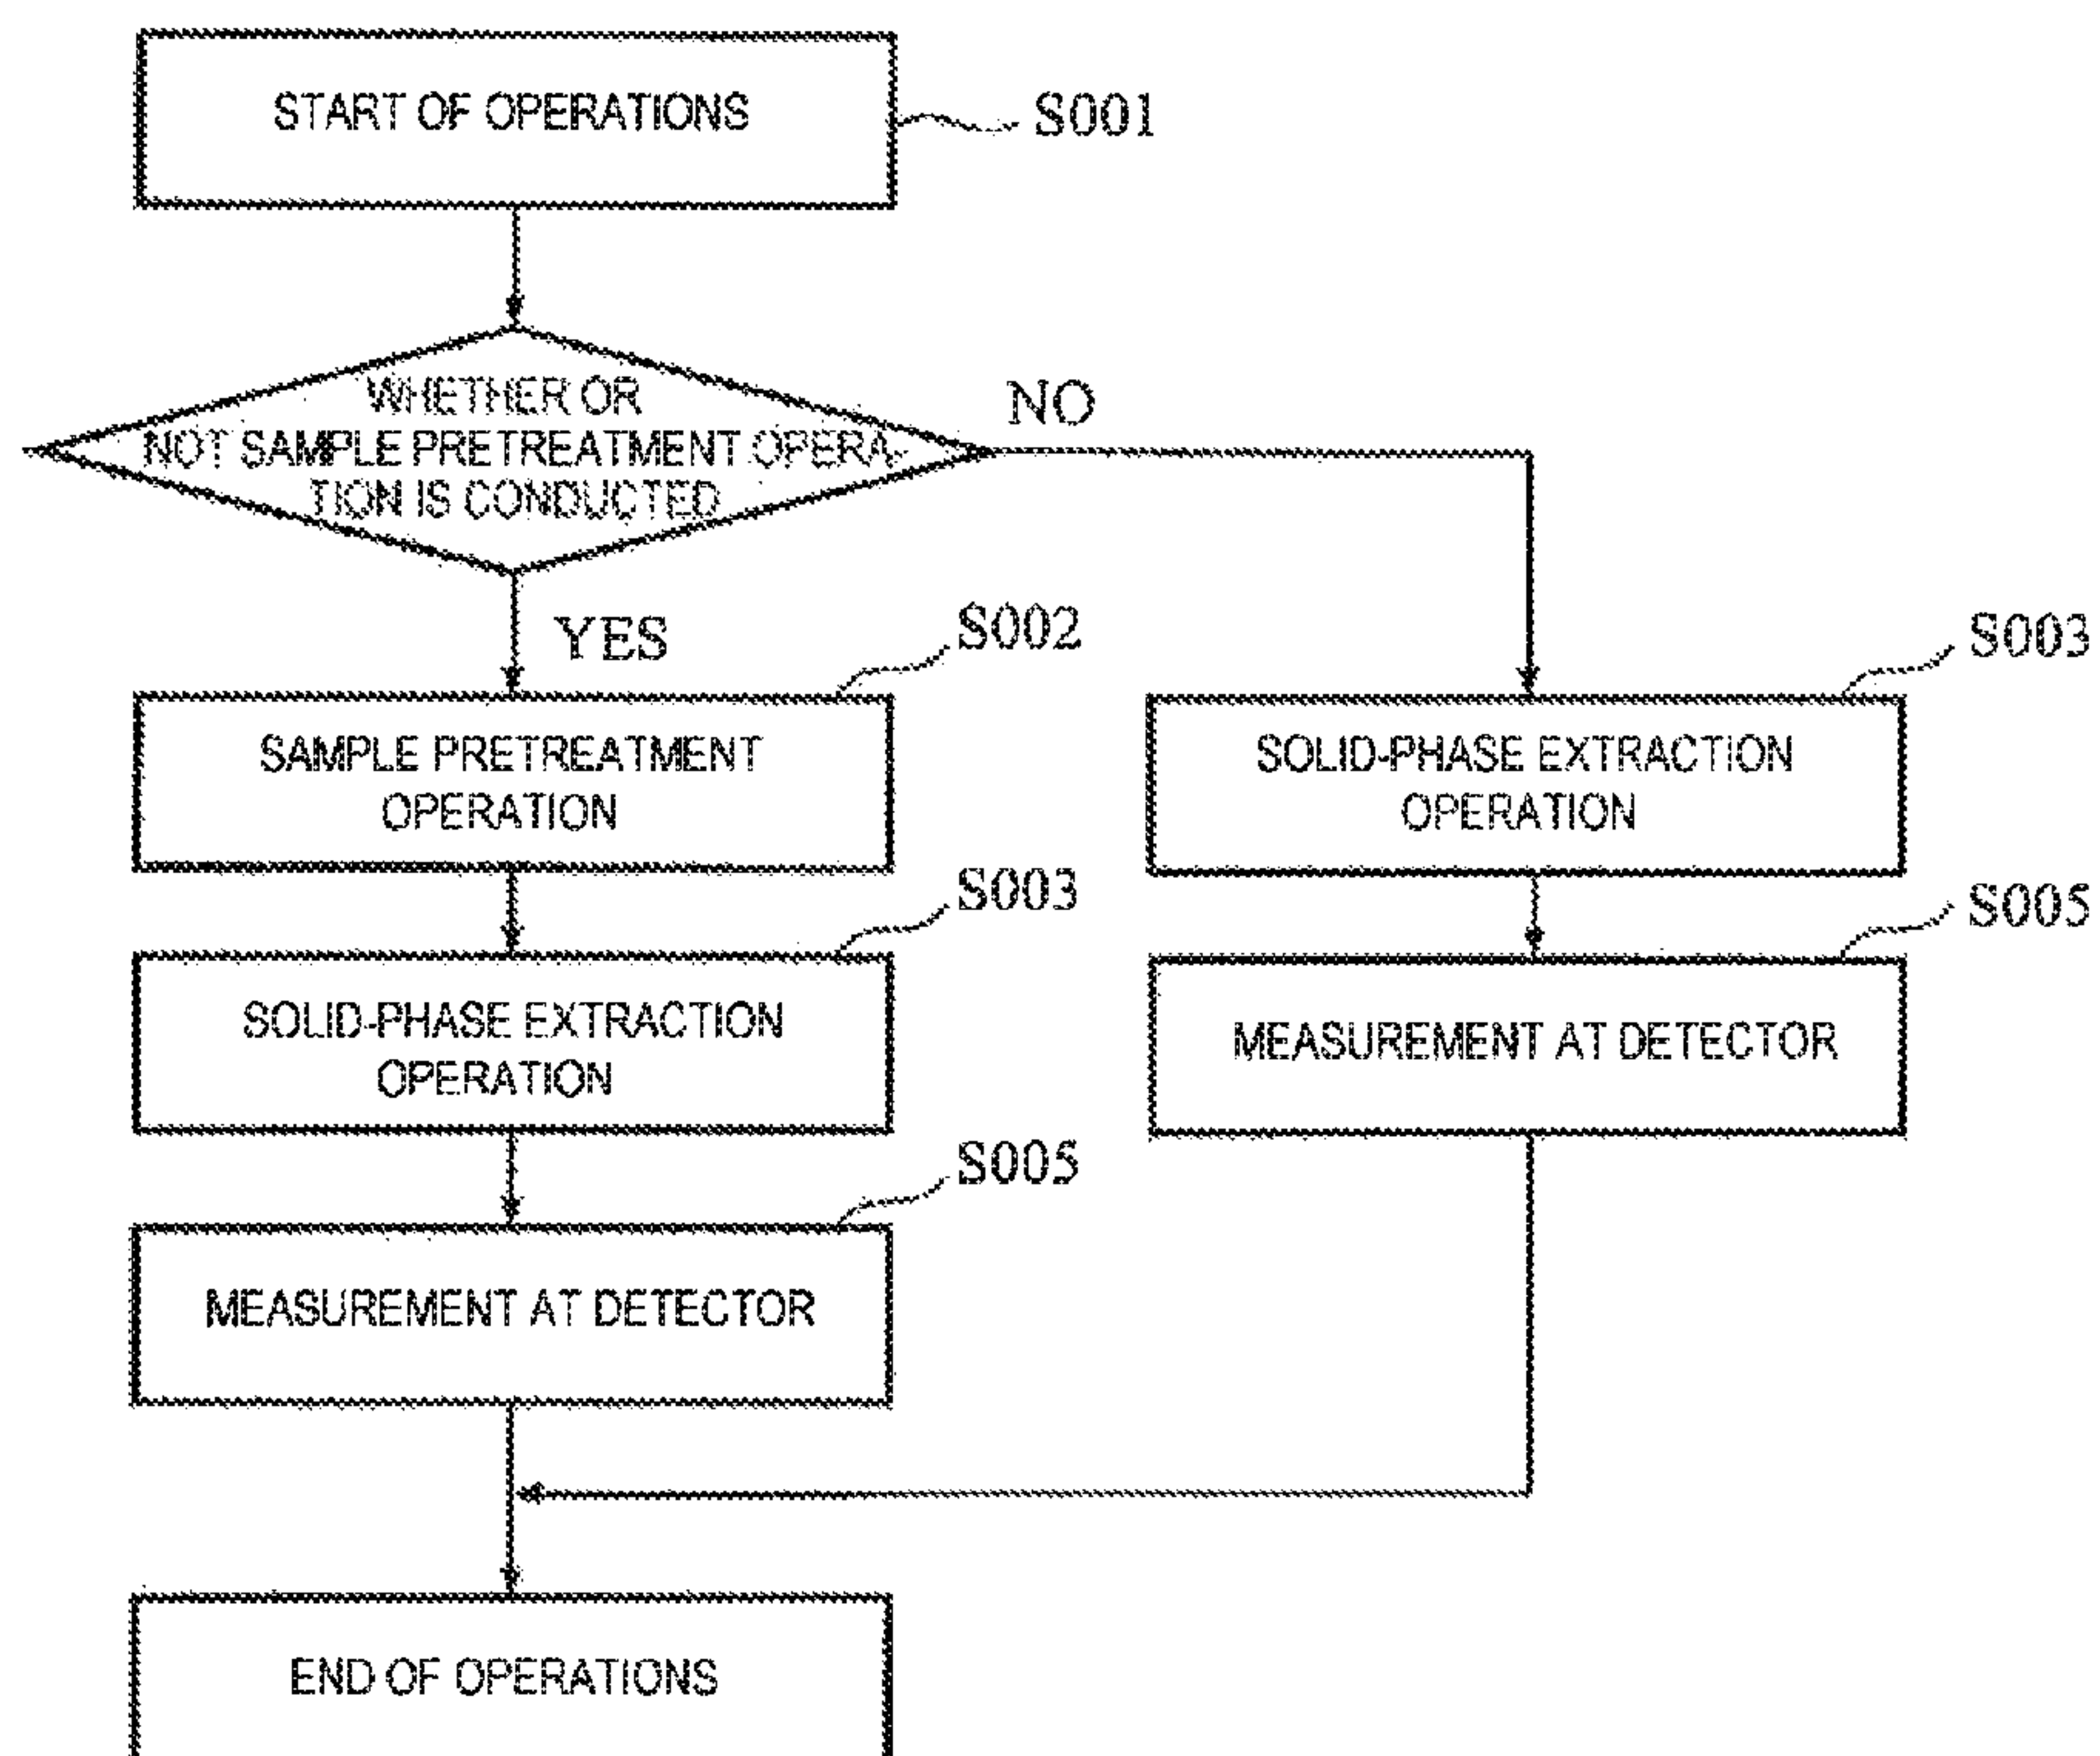 START OF OPERATIONS
S001
WHETHER OR
NOT SAMPLE PRETREATMENT OPERA-
TION IS CONDUCTED
NO
YES
S002
SAMPLE PRETREATMENT
OPERATION
S003
SOLID-PHASE EXTRACTION
OPERATION
S005
MEASUREMENT AT DETECTOR
S003
SOLID-PHASE EXTRACTION
OPERATION
S005
MEASUREMENT AT DETECTOR
END OF OPERATIONS